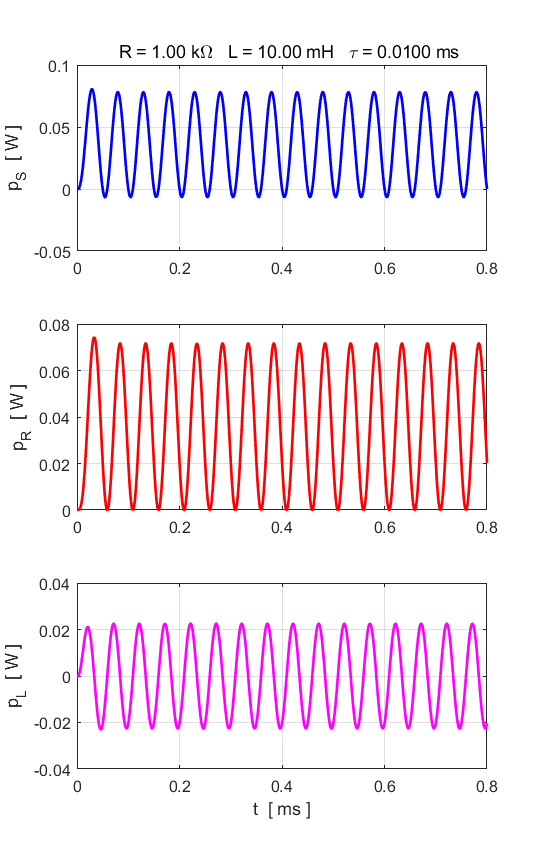 R = 1.00 kΩ L = 10.00 mH τ = 0.0100 ms
0.1
0.05
0
-0.05
p_S [ W ]
0 0.2 0.4 0.6 0.8
0.08
0.06
0.04
0.02
0
p_R [ W ]
0 0.2 0.4 0.6 0.8
0.04
0.02
0
-0.02
-0.04
p_L [ W ]
0 0.2 0.4 0.6 0.8
t [ ms ]